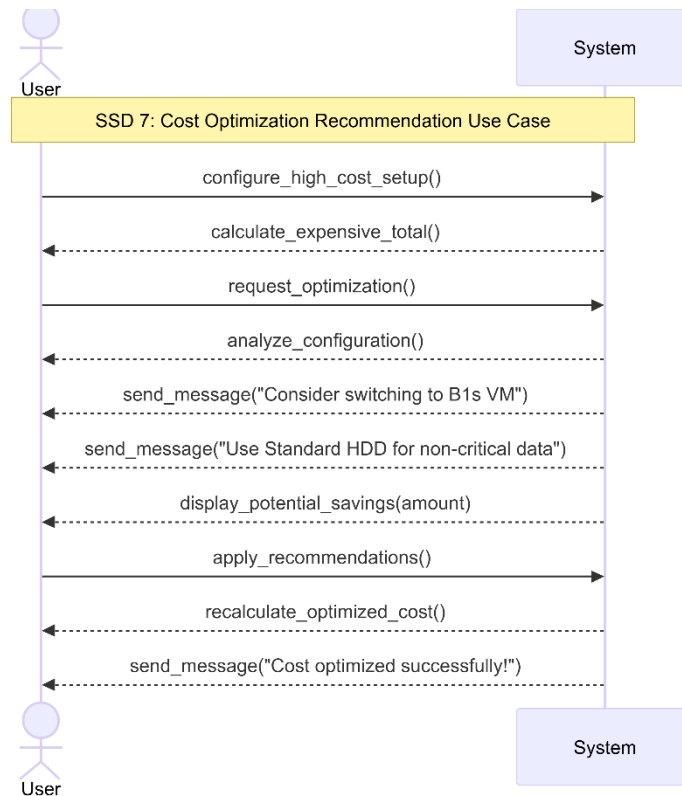 System
User
SSD 7: Cost Optimization Recommendation Use Case
configure_high_cost_setup()
calculate_expensive_total()
request_optimization()
analyze_configuration()
send_message("Consider switching to B1s VM")
send_message("Use Standard HDD for non-critical data")
display_potential_savings(amount)
apply_recommendations()
recalculate_optimized_cost()
send_message("Cost optimized successfully!")
System
User